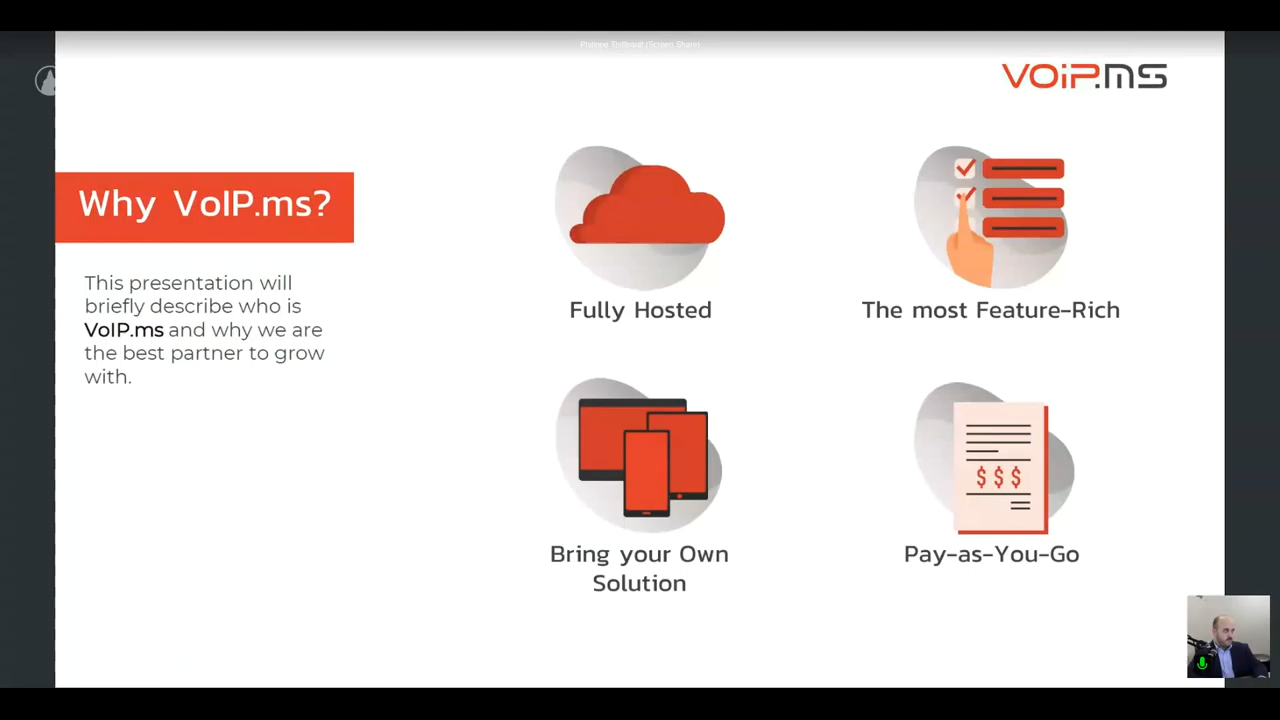 VOiP.MS
Why VoIP.ms?
This presentation will
briefly describe who is
VoIP.ms and why we are
the best partner to grow
with.
Fully Hosted
The most Feature-Rich
$ $ $
Bring your Own
Solution
Pay-as-You-Go